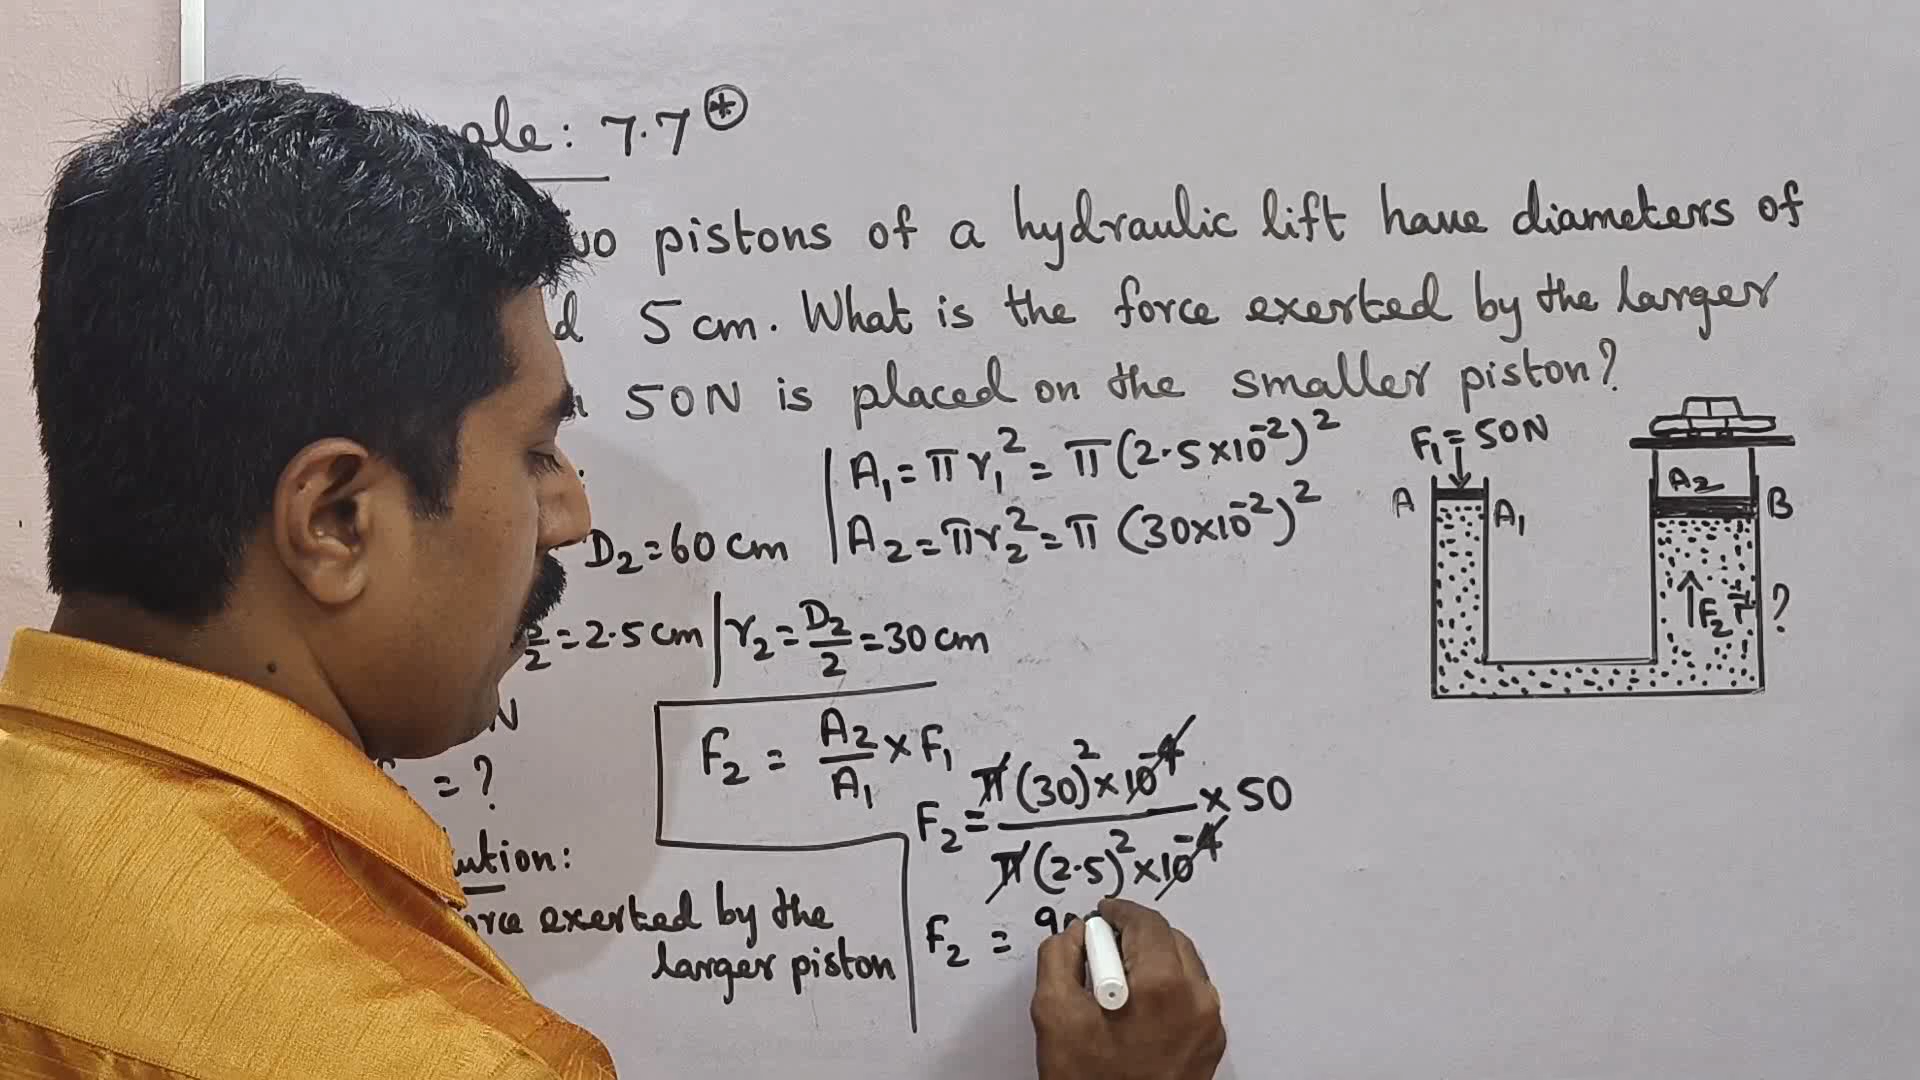 : 7.7 *
pistons of a hydraulic lift have diameters of
5 cm. What is the force exerted by the larger
50N is placed on the smaller piston?
A₁ = πr₁² = π(2.5×10⁻²)²
A₂ = πr₂² = π(30×10⁻²)²
D₂ = 60 cm
= 2.5 cm | r₂ = D₂/2 = 30 cm
N
= ?
F₂ = A₂/A₁ × F₁
F₂ = π(30)²×10⁻⁴ / π(2.5)²×10⁻⁴ × 50
:
exerted by the
larger piston
F₂ =
F₁ = 50N
A
A₁
A₂
B
F₂ = ?